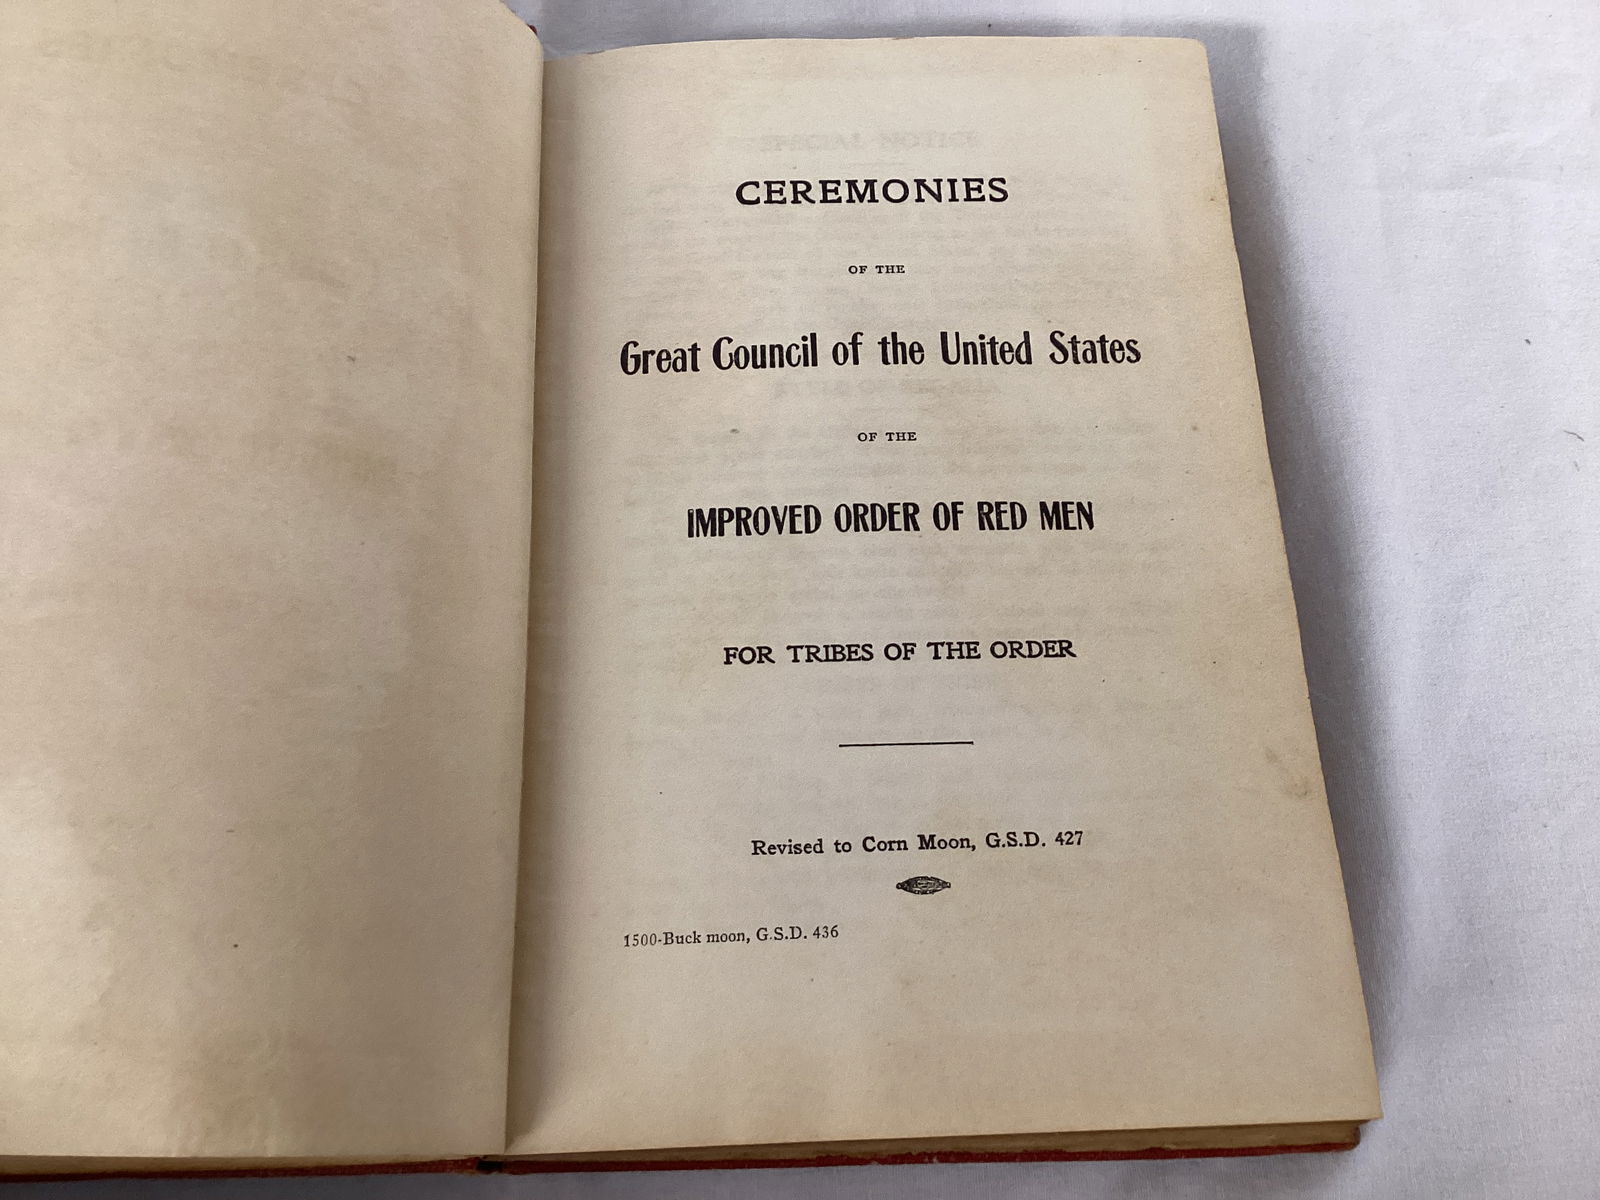 CEREMONIES
OF THE
Great Council of the United States
OF THE
IMPROVED ORDER OF RED MEN
FOR TRIBES OF THE ORDER
Revised to Corn Moon, G.S.D. 427
1500-Buck moon, G.S.D. 436